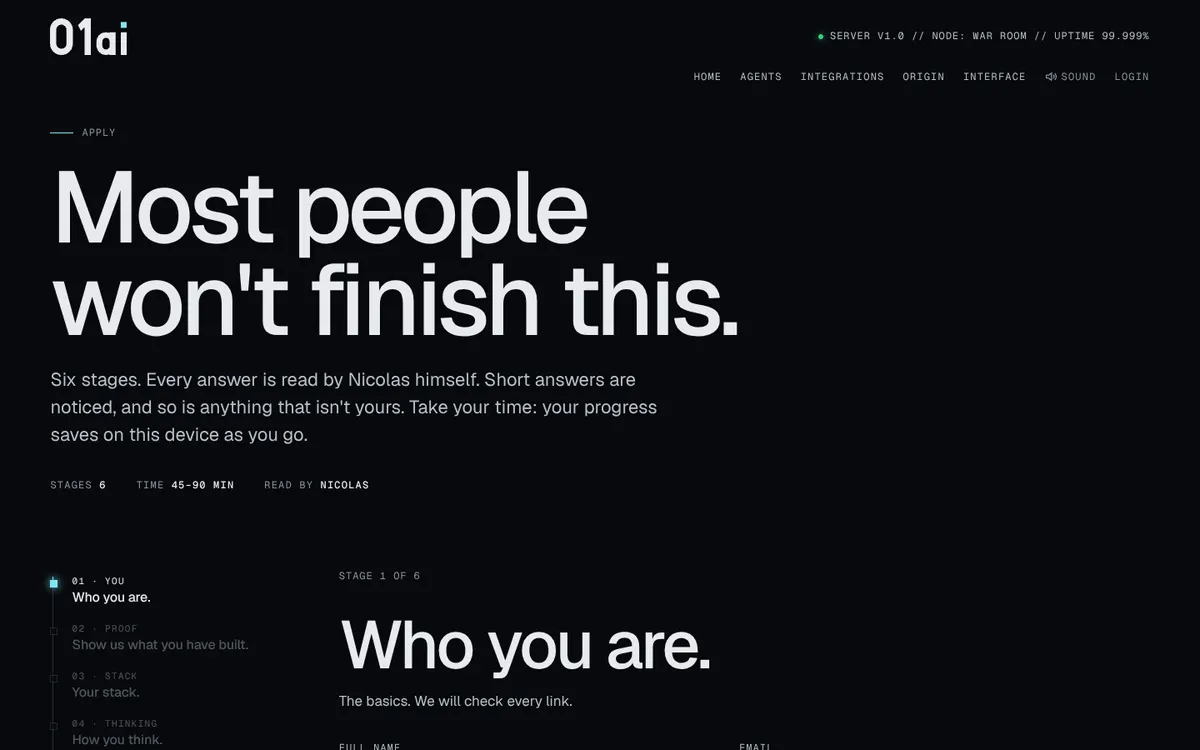 01ai
SERVER V1.0 // NODE: WAR ROOM // UPTIME 99.999%
HOME AGENTS INTEGRATIONS ORIGIN INTERFACE SOUND LOGIN
APPLY
Most people
won't finish this.
Six stages. Every answer is read by Nicolas himself. Short answers are
noticed, and so is anything that isn't yours. Take your time: your progress
saves on this device as you go.
STAGES 6 TIME 45–90 MIN READ BY NICOLAS
01 · YOU
Who you are.
02 · PROOF
Show us what you have built.
03 · STACK
Your stack.
04 · THINKING
How you think.
STAGE 1 OF 6
Who you are.
The basics. We will check every link.
FULL NAME EMAIL